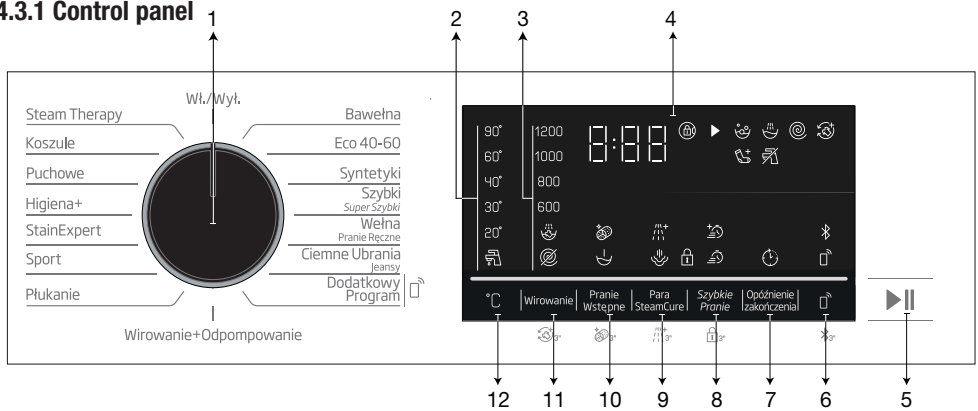 4.3.1 Control panel
1
2
3
4
Wł./Wył.
Steam Therapy
Koszule
Puchowe
Higiena+
StainExpert
Sport
Płukanie
Bawełna
Eco 40-60
Syntetyki
Szybki
Super Szybki
Wełna
Pranie Ręczne
Ciemne Ubrania
Jeansy
Dodatkowy
Program
Wirowanie+Odpompowanie
90°
60°
40°
30°
20°
1200
1000
800
600
8:88
°C
Wirowanie
Pranie
Wstępne
Para
SteamCure
Szybkie
Pranie
Opóźnienie
zakończenia
3"
3"
3"
3"
3"
12
11
10
9
8
7
6
5